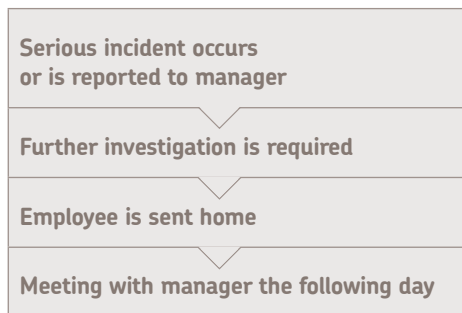 Serious incident occurs
or is reported to manager
Further investigation is required
Employee is sent home
Meeting with manager the following day